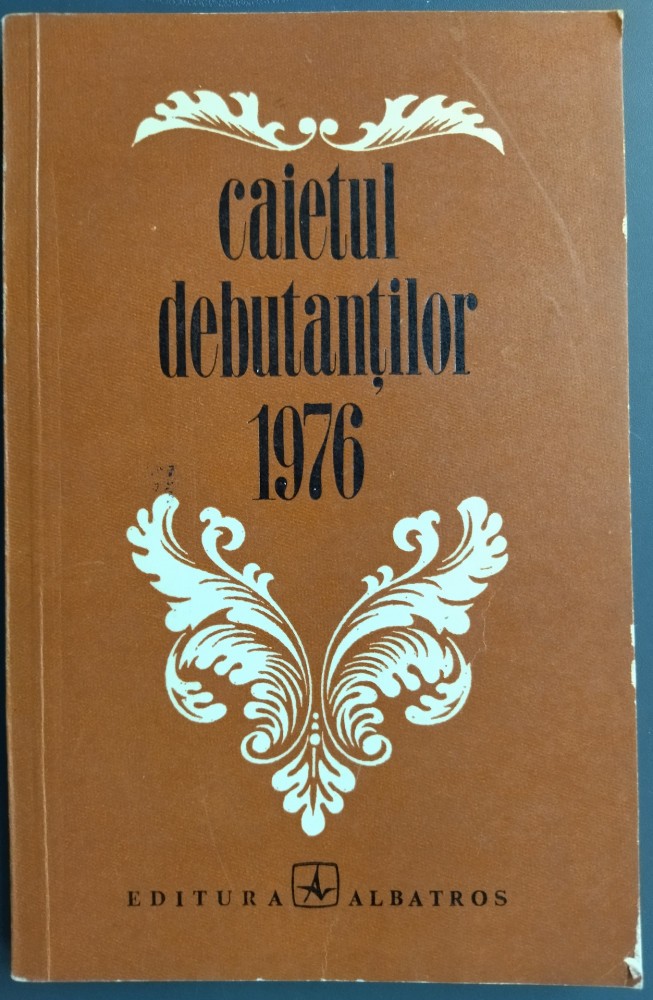 caietul
debutanților
1976
EDITURA A ALBATROS